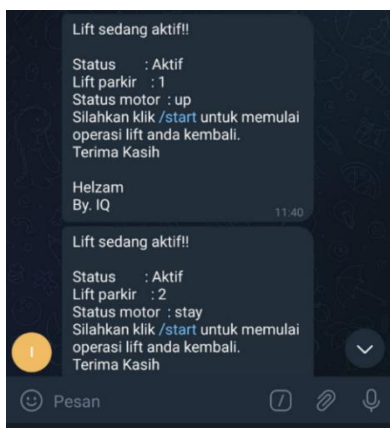 Lift sedang aktif!!
Status : Aktif
Lift parkir : 1
Status motor : up
Silahkan klik /start untuk memulai
operasi lift anda kembali.
Terima Kasih
Helzam
By. IQ
11:40
Lift sedang aktif!!
Status : Aktif
Lift parkir : 2
Status motor : stay
Silahkan klik /start untuk memulai
operasi lift anda kembali.
Terima Kasih
I
Pesan